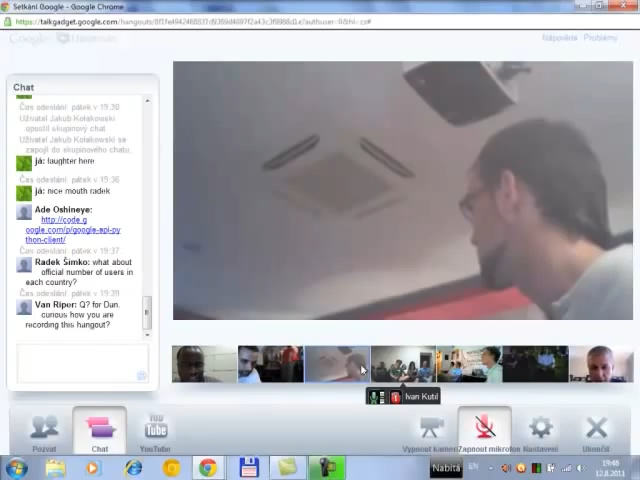 Setkání Google - Google Chrome
Nápověda Problémy
Chat
Čas odeslání: pátek v 19:30
Uživatel Jakub Kołakowski
opustil skupinový chat
Uživatel Jakub Kołakowski se
zapojil do skupinového chatu.
já: laughter here
Čas odeslání: pátek v 19:36
já: nice mouth radek
Ade Oshineye:
http://code.g
oogle.com/p/google-api-py
thon-client/
Čas odeslání: pátek v 19:37
Radek Šimko: what about
official number of users in
each country?
Čas odeslání: pátek v 19:39
Van Riper: Q? for Dan.
curious how you are
recording this hangout?
Ivan Kutil
Pozvat
Chat
You
Tube
YouTube
Vypnout kameru
Zapnout mikrofon
Nastavení
Ukončit
Nabitá
EN
19:48
12.8.2011